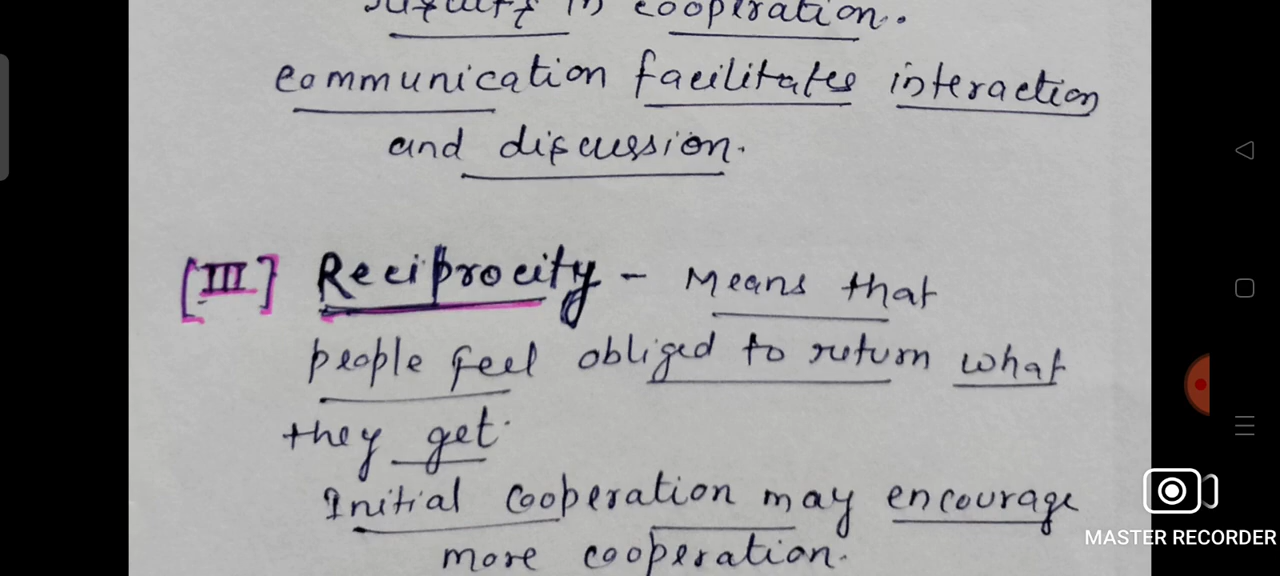 in cooperation.
communication facilitates interaction
and discussion.
[III] Reciprocity - Means that
people feel obliged to return what
they get.
Initial cooperation may encourage
more cooperation.
MASTER RECORDER